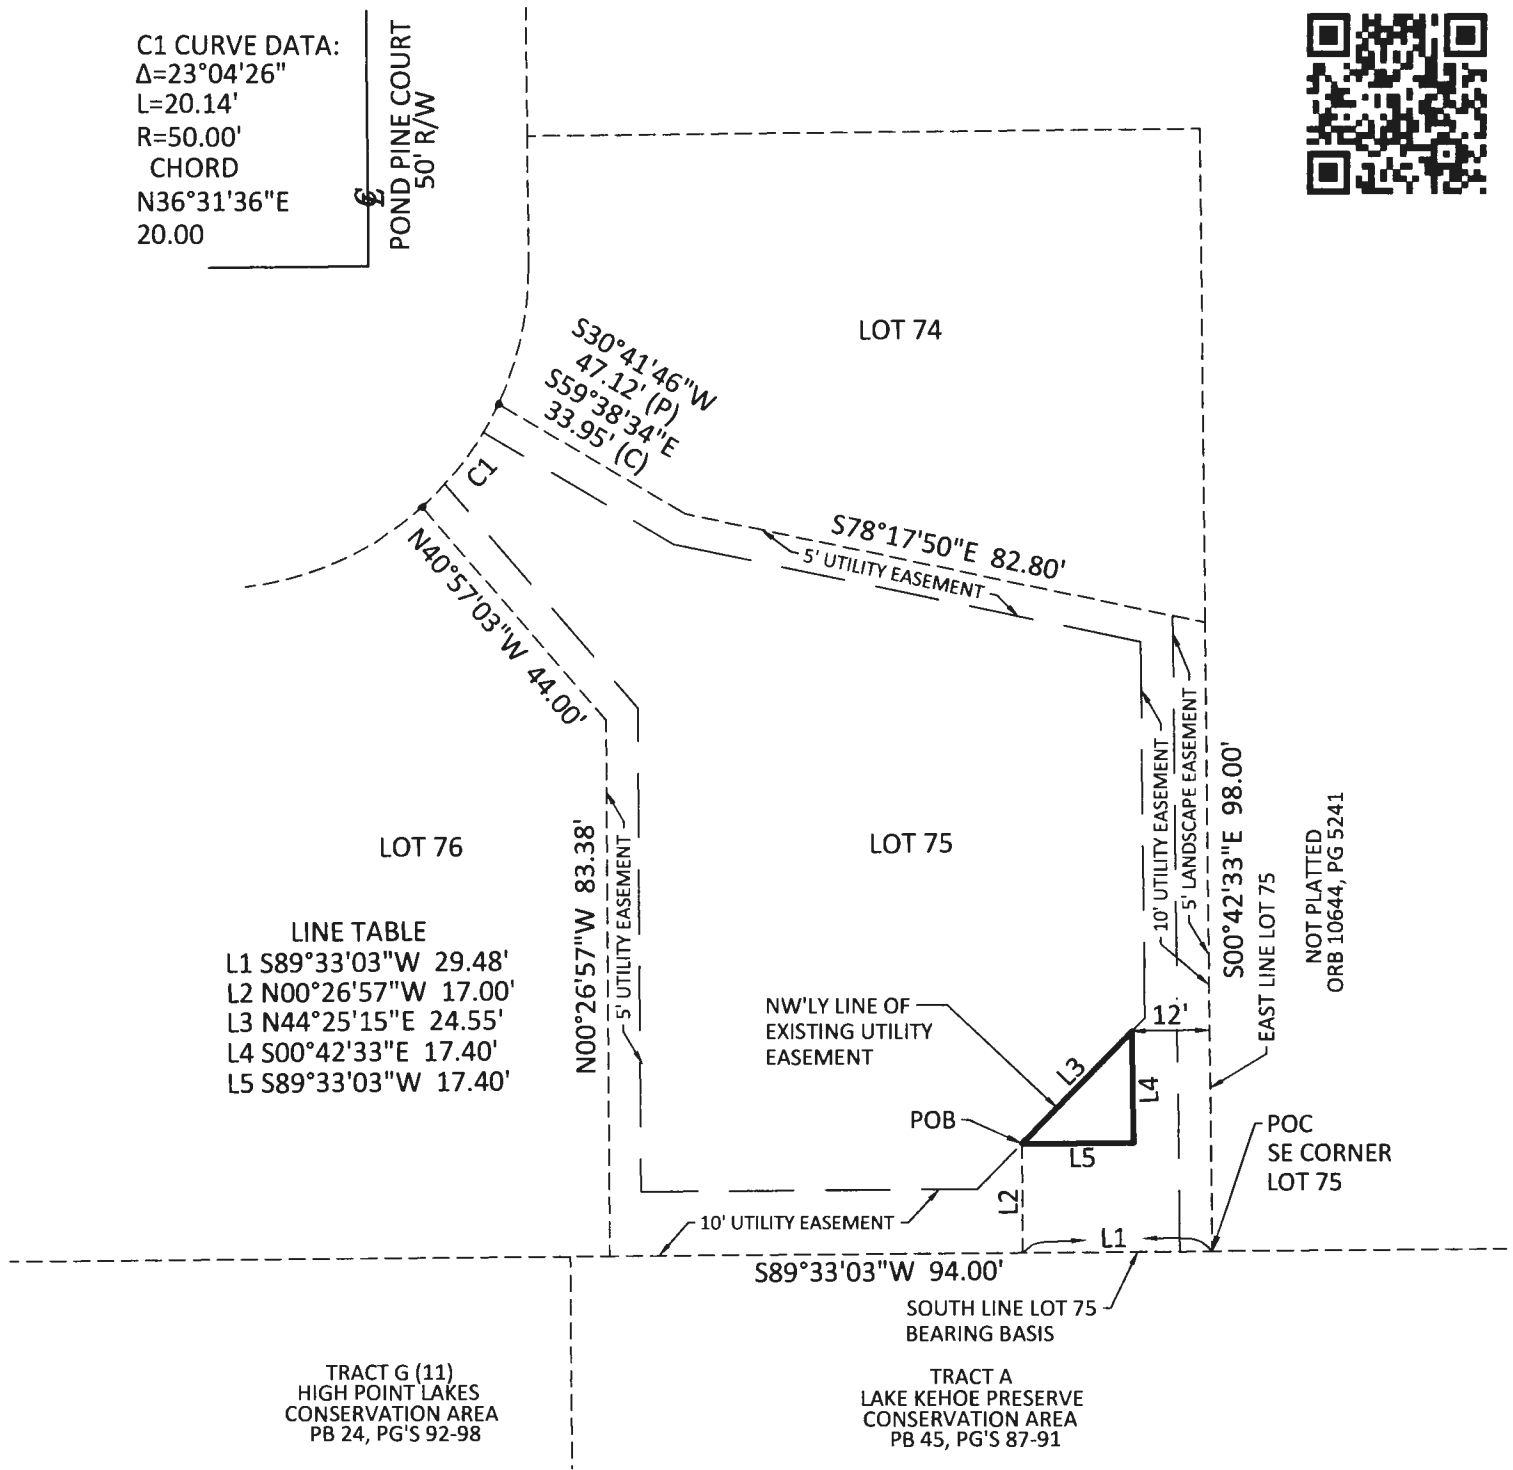 C1 CURVE DATA:
Δ=23°04'26"
L=20.14'
R=50.00'
CHORD
N36°31'36"E
20.00
℄
POND PINE COURT
50' R/W
LOT 74
S30°41'46"W
47.12' (P)
S59°38'34"E
33.95' (C)
C1
S78°17'50"E 82.80'
5' UTILITY EASEMENT
N40°57'03"W 44.00'
LOT 76
LOT 75
N00°26'57"W 83.38'
5' UTILITY EASEMENT
10' UTILITY EASEMENT
5' LANDSCAPE EASEMENT
S00°42'33"E 98.00'
EAST LINE LOT 75
NOT PLATTED
ORB 10644, PG 5241
LINE TABLE
L1 S89°33'03"W 29.48'
L2 N00°26'57"W 17.00'
L3 N44°25'15"E 24.55'
L4 S00°42'33"E 17.40'
L5 S89°33'03"W 17.40'
NW'LY LINE OF
EXISTING UTILITY
EASEMENT
12'
L3
L4
POB
L5
POC
SE CORNER
LOT 75
L2
10' UTILITY EASEMENT
L1
S89°33'03"W 94.00'
SOUTH LINE LOT 75
BEARING BASIS
TRACT G (11)
HIGH POINT LAKES
CONSERVATION AREA
PB 24, PG'S 92-98
TRACT A
LAKE KEHOE PRESERVE
CONSERVATION AREA
PB 45, PG'S 87-91